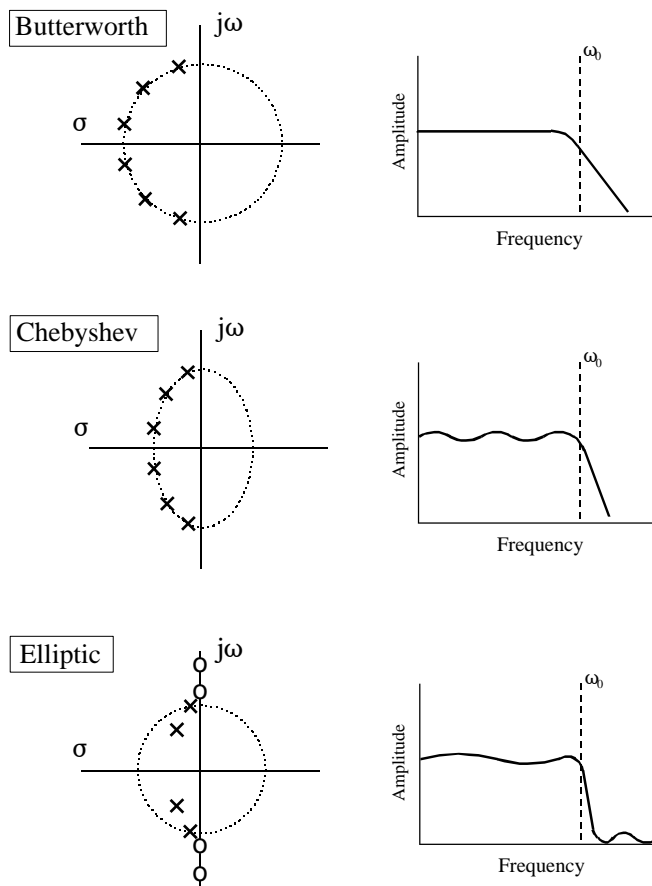 Butterworth
jω
σ
ω₀
Amplitude
Frequency
Chebyshev
jω
σ
ω₀
Amplitude
Frequency
Elliptic
jω
σ
ω₀
Amplitude
Frequency